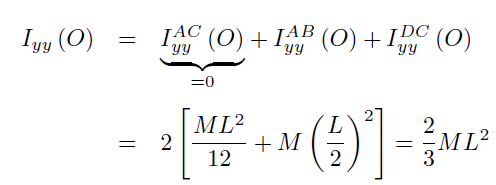 I_{yy}(O) = \underbrace{I_{yy}^{AC}(O)}_{=0} + I_{yy}^{AB}(O) + I_{yy}^{DC}(O)
= 2\left[\frac{ML^2}{12} + M\left(\frac{L}{2}\right)^2\right] = \frac{2}{3}ML^2